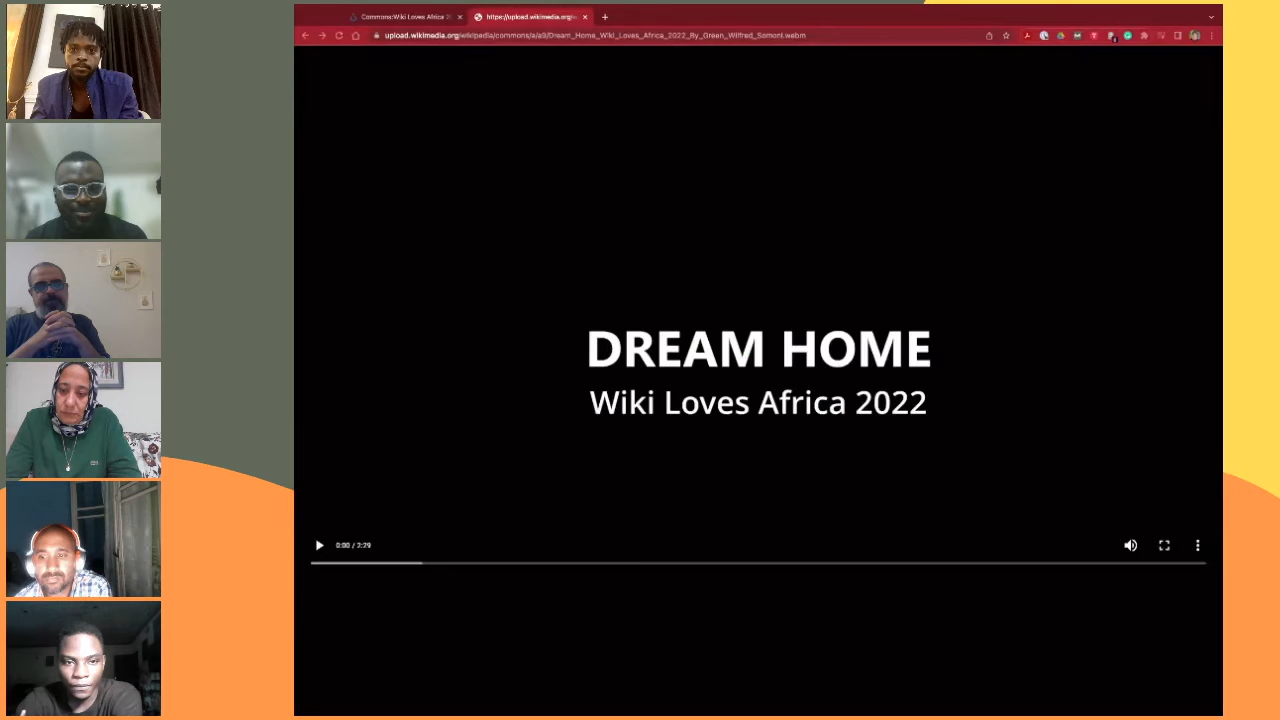 Commons:Wiki Loves Africa 2
https://upload.wikimedia.org/w
upload.wikimedia.org/wikipedia/commons/a/a9/Dream_Home_Wiki_Loves_Africa_2022_By_Green_Wilfred_Somoni.webm
DREAM HOME
Wiki Loves Africa 2022
0:00 / 2:29